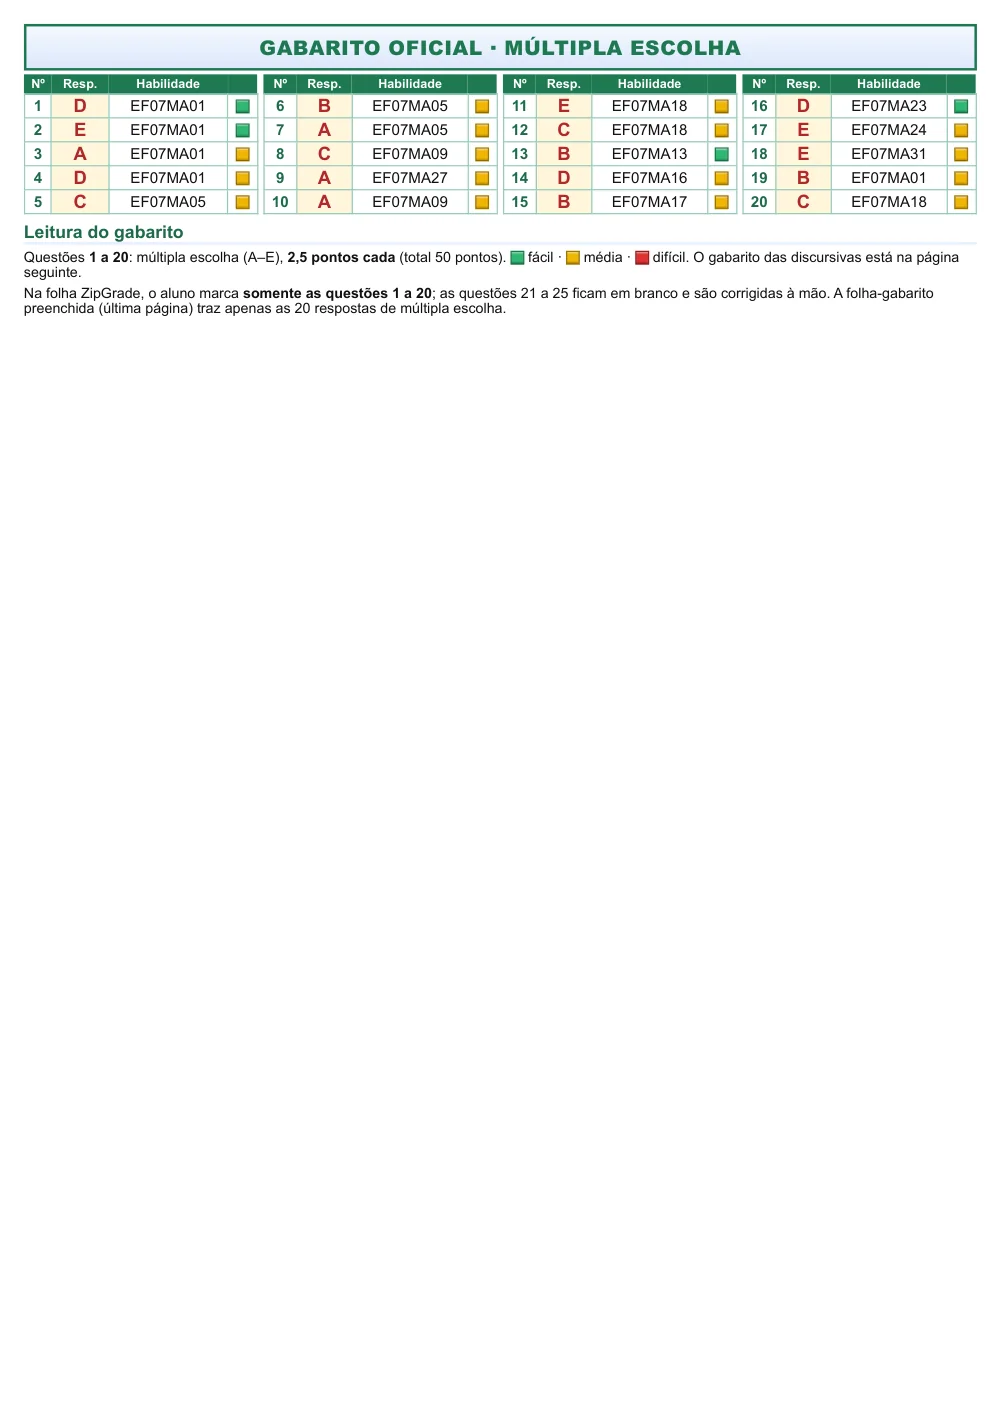 GABARITO OFICIAL · MÚLTIPLA ESCOLHA
Nº Resp. Habilidade Nº Resp. Habilidade Nº Resp. Habilidade Nº Resp. Habilidade
1 D EF07MA01 6 B EF07MA05 11 E EF07MA18 16 D EF07MA23
2 E EF07MA01 7 A EF07MA05 12 C EF07MA18 17 E EF07MA24
3 A EF07MA01 8 C EF07MA09 13 B EF07MA13 18 E EF07MA31
4 D EF07MA01 9 A EF07MA27 14 D EF07MA16 19 B EF07MA01
5 C EF07MA05 10 A EF07MA09 15 B EF07MA17 20 C EF07MA18
Leitura do gabarito
Questões 1 a 20: múltipla escolha (A–E), 2,5 pontos cada (total 50 pontos). fácil · média · difícil. O gabarito das discursivas está na página
seguinte.
Na folha ZipGrade, o aluno marca somente as questões 1 a 20; as questões 21 a 25 ficam em branco e são corrigidas à mão. A folha-gabarito
preenchida (última página) traz apenas as 20 respostas de múltipla escolha.